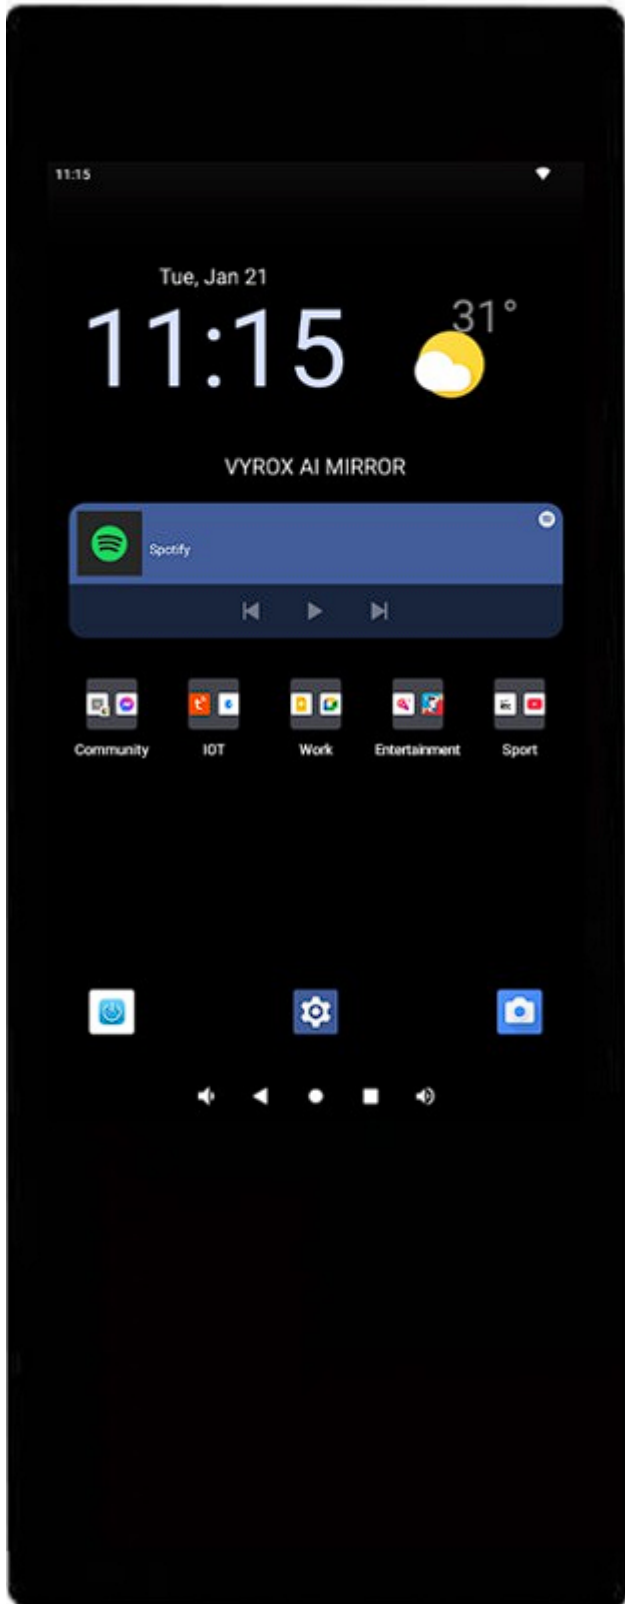 11:15
Tue, Jan 21
11:15
31°
VYROX AI MIRROR
Spotify
Community IOT Work Entertainment Sport